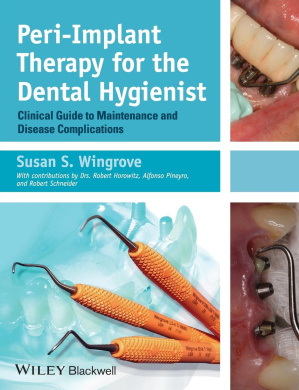 Peri-Implant
Therapy for the
Dental Hygienist
Clinical Guide to Maintenance and
Disease Complications
Susan S. Wingrove
With contributions by Drs. Robert Horowitz, Alfonso Pineyro,
and Robert Schneider
WILEY Blackwell